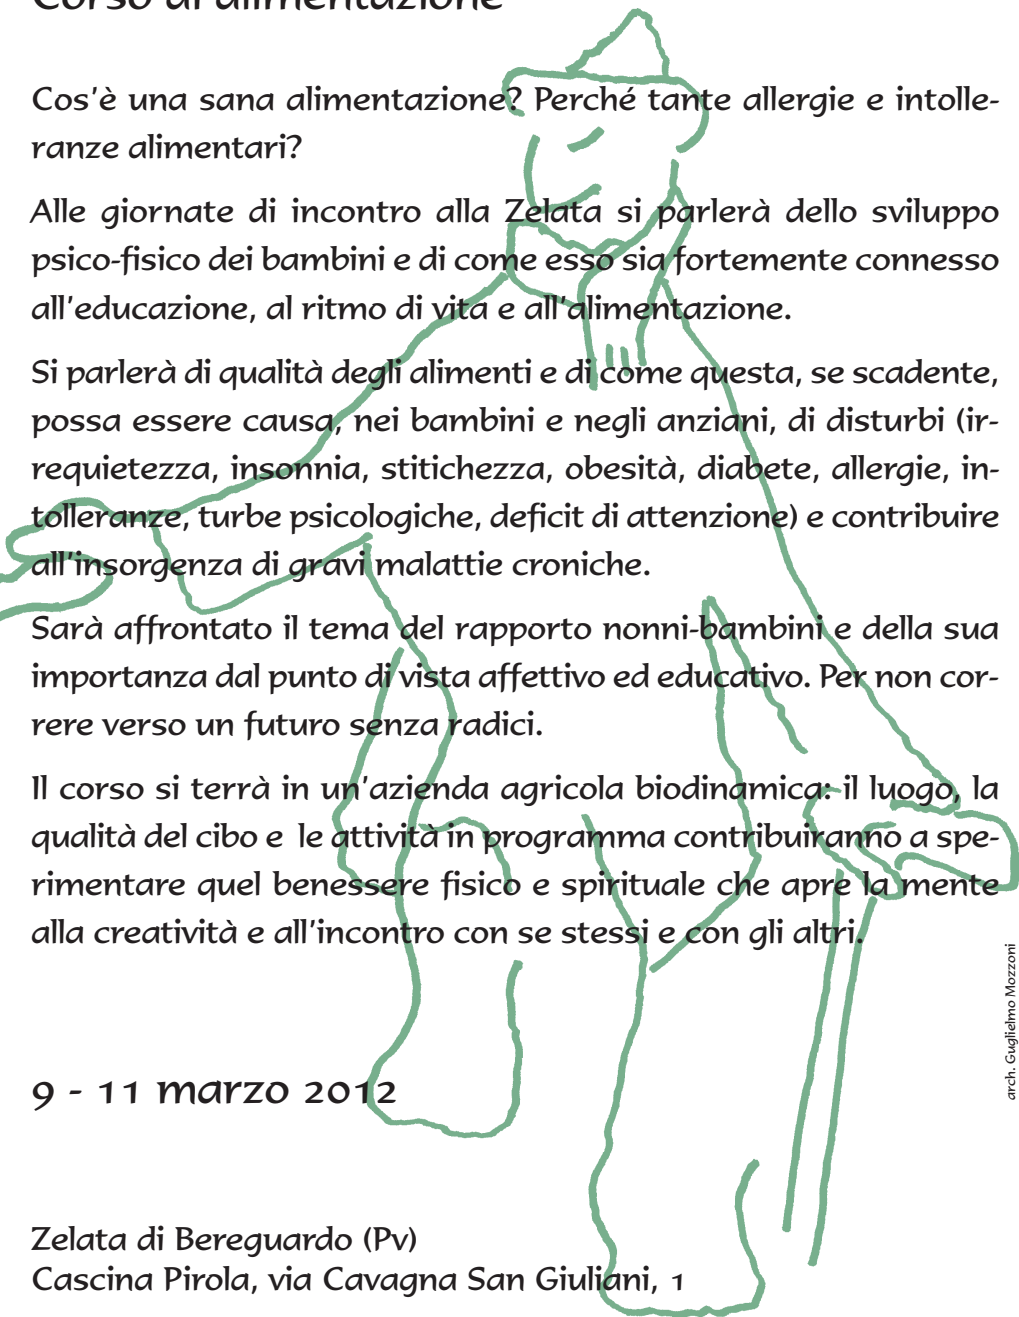 Corso di alimentazione
Cos'è una sana alimentazione? Perché tante allergie e intolle-
ranze alimentari?
Alle giornate di incontro alla Zelata si parlerà dello sviluppo
psico-fisico dei bambini e di come esso sia fortemente connesso
all'educazione, al ritmo di vita e all'alimentazione.
Si parlerà di qualità degli alimenti e di come questa, se scadente,
possa essere causa, nei bambini e negli anziani, di disturbi (ir-
requietezza, insonnia, stitichezza, obesità, diabete, allergie, in-
tolleranze, turbe psicologiche, deficit di attenzione) e contribuire
all'insorgenza di gravi malattie croniche.
Sarà affrontato il tema del rapporto nonni-bambini e della sua
importanza dal punto di vista affettivo ed educativo. Per non cor-
rere verso un futuro senza radici.
Il corso si terrà in un'azienda agricola biodinamica: il luogo, la
qualità del cibo e le attività in programma contribuiranno a spe-
rimentare quel benessere fisico e spirituale che apre la mente
alla creatività e all'incontro con se stessi e con gli altri.
arch. Guglielmo Mozzoni
9 - 11 marzo 2012
Zelata di Bereguardo (Pv)
Cascina Pirola, via Cavagna San Giuliani, 1